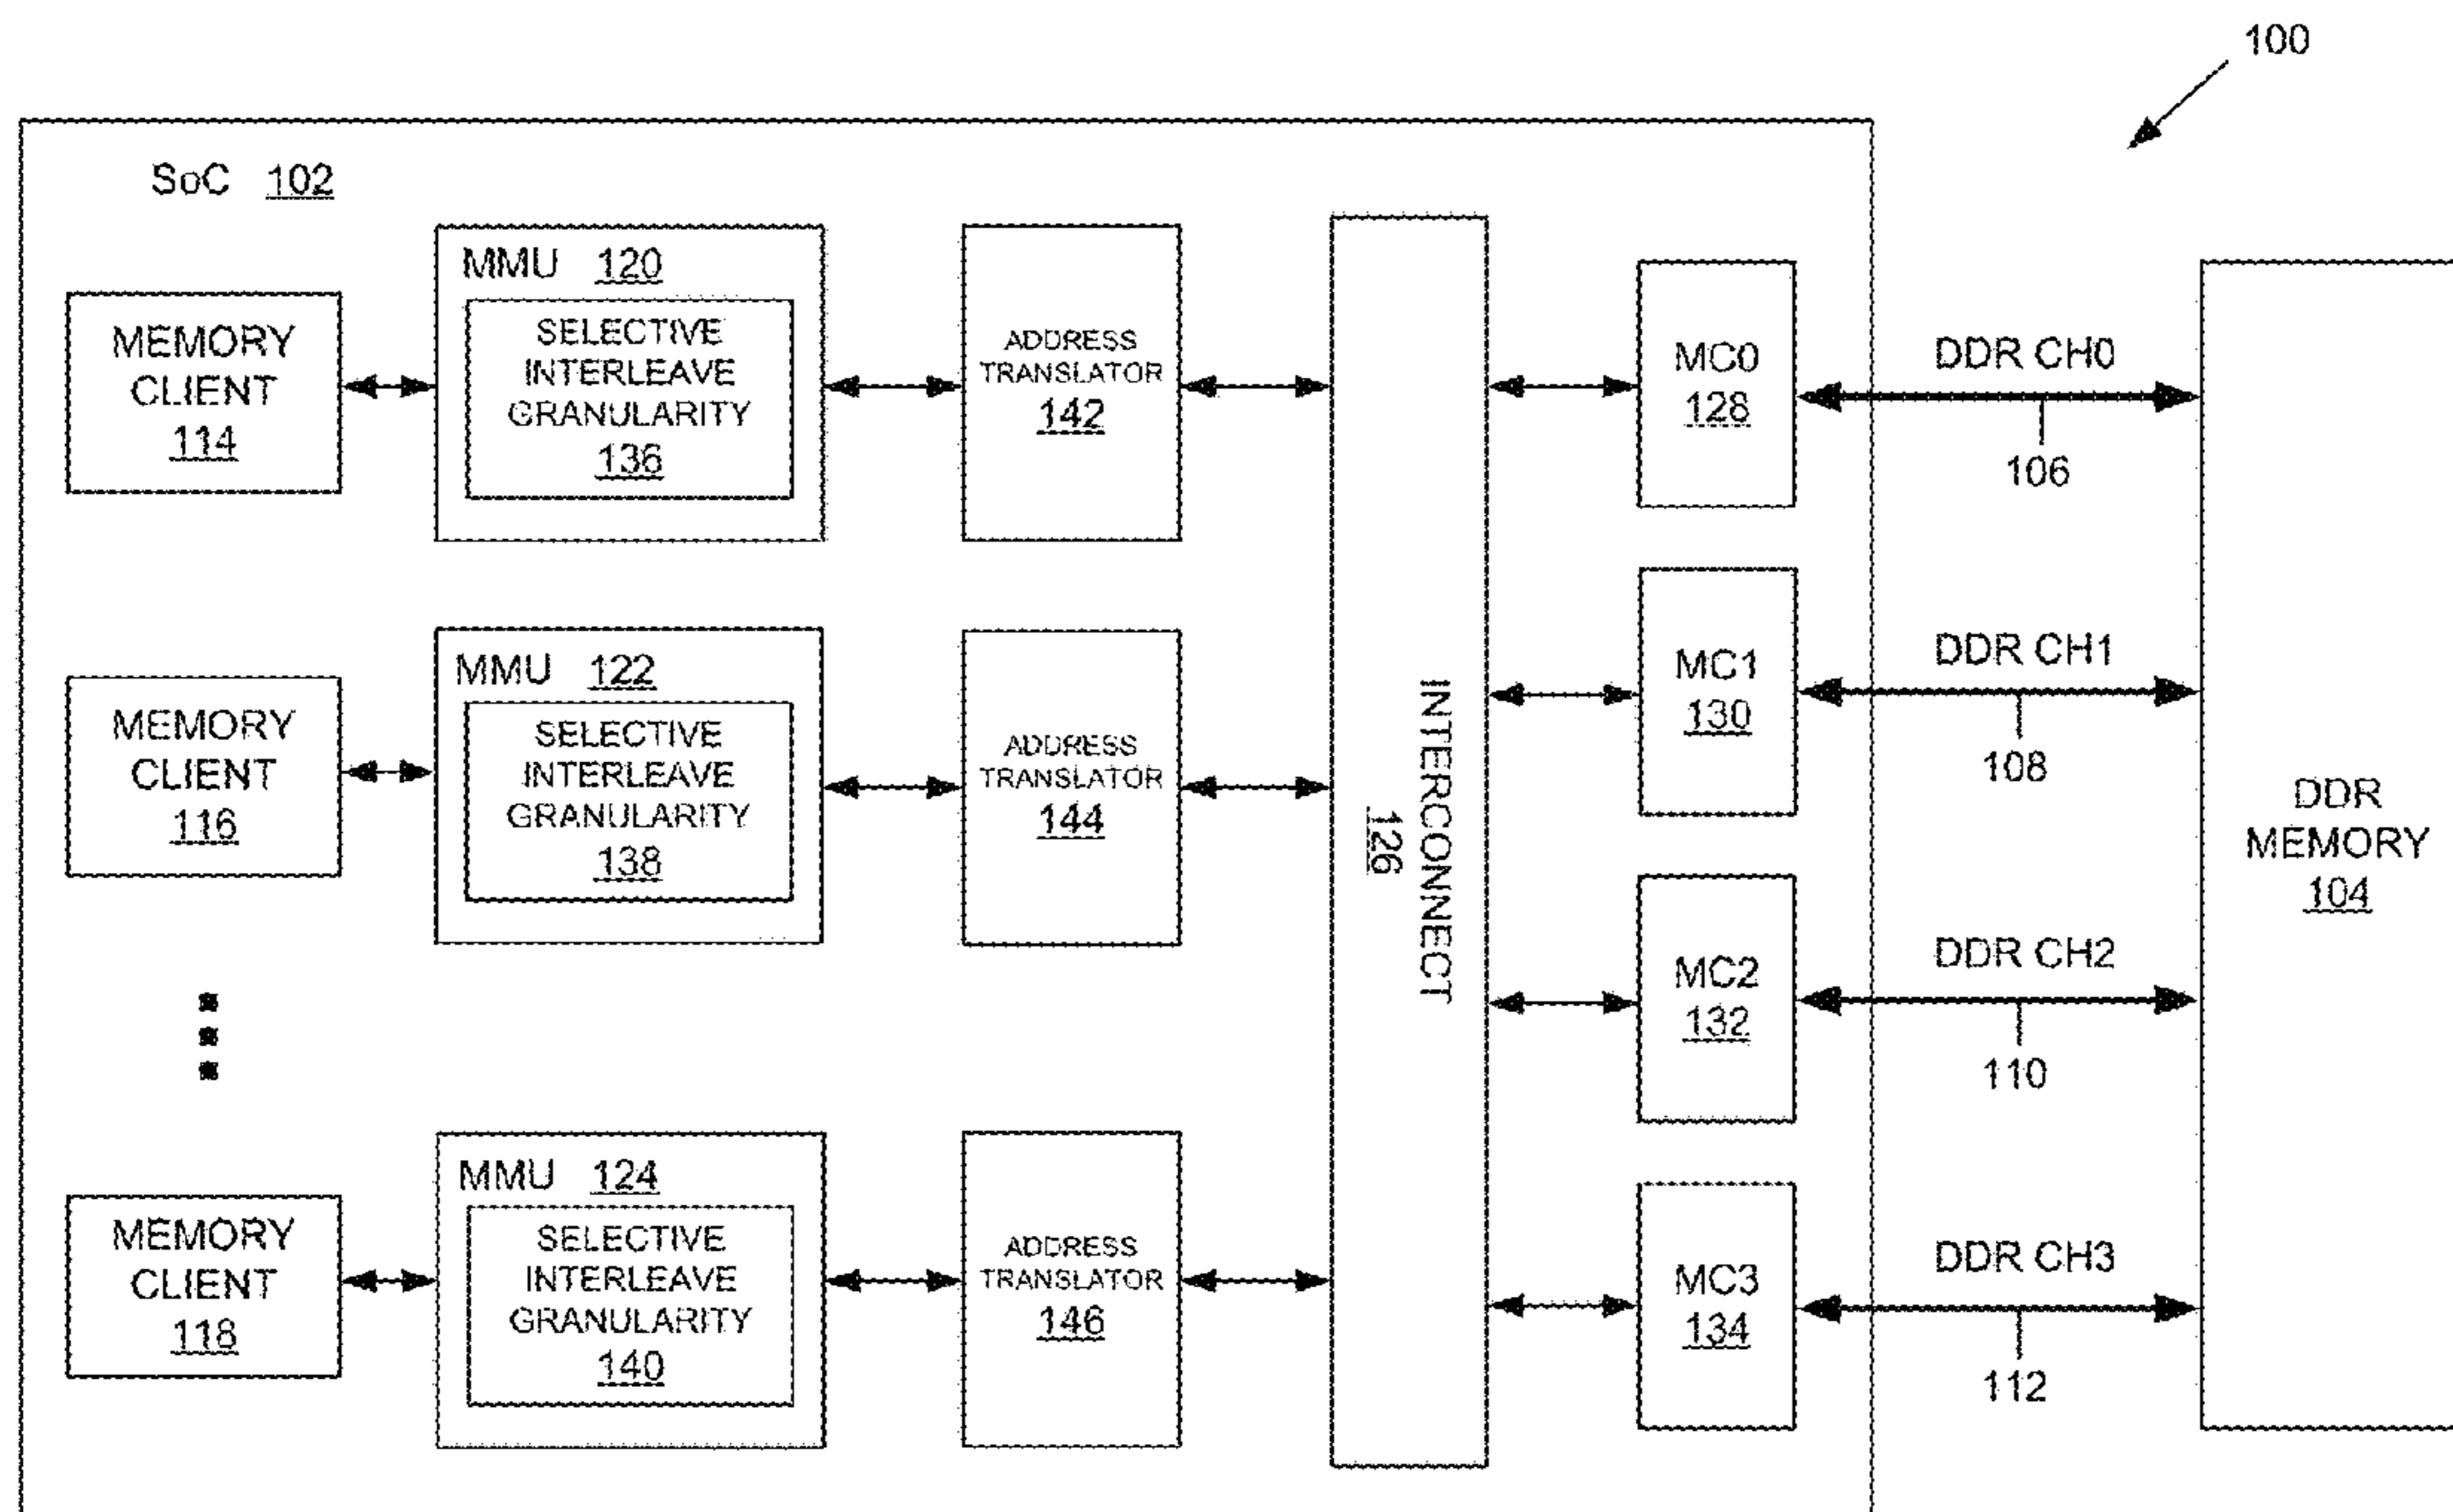 100
SoC 102
MEMORY
CLIENT
114
MMU 120
SELECTIVE
INTERLEAVE
GRANULARITY
136
ADDRESS
TRANSLATOR
142
MEMORY
CLIENT
116
MMU 122
SELECTIVE
INTERLEAVE
GRANULARITY
138
ADDRESS
TRANSLATOR
144
MEMORY
CLIENT
118
MMU 124
SELECTIVE
INTERLEAVE
GRANULARITY
140
ADDRESS
TRANSLATOR
146
INTERCONNECT
126
MC0
128
DDR CH0
106
MC1
130
DDR CH1
108
MC2
132
DDR CH2
110
MC3
134
DDR CH3
112
DDR
MEMORY
104